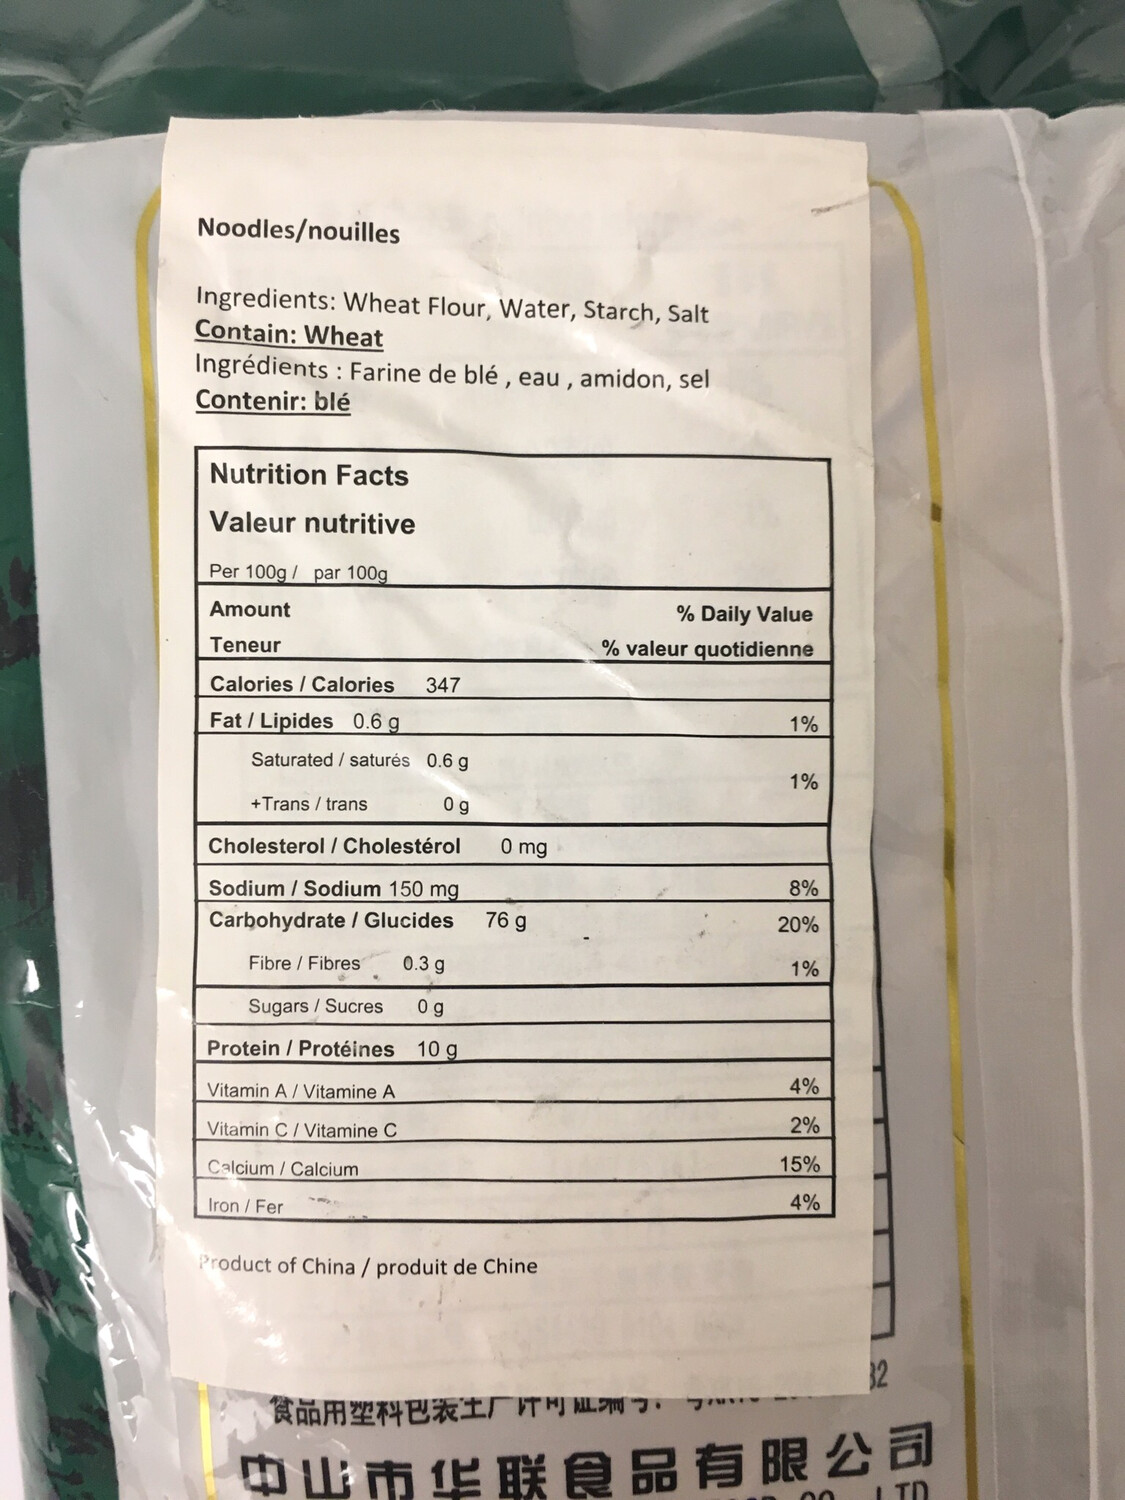 Noodles/nouilles
Ingredients: Wheat Flour, Water, Starch, Salt
Contain: Wheat
Ingrédients : Farine de blé , eau , amidon, sel
Contenir: blé
Nutrition Facts
Valeur nutritive
Per 100g / par 100g
Amount % Daily Value
Teneur % valeur quotidienne
Calories / Calories 347
Fat / Lipides 0.6 g 1%
Saturated / saturés 0.6 g
1%
+Trans / trans 0 g
Cholesterol / Cholestérol 0 mg
Sodium / Sodium 150 mg 8%
Carbohydrate / Glucides 76 g 20%
Fibre / Fibres 0.3 g 1%
Sugars / Sucres 0 g
Protein / Protéines 10 g
Vitamin A / Vitamine A 4%
Vitamin C / Vitamine C 2%
Calcium / Calcium 15%
Iron / Fer 4%
Product of China / produit de Chine
食品用塑料包装生产许可证编号:
中山市华联食品有限公司
LTD